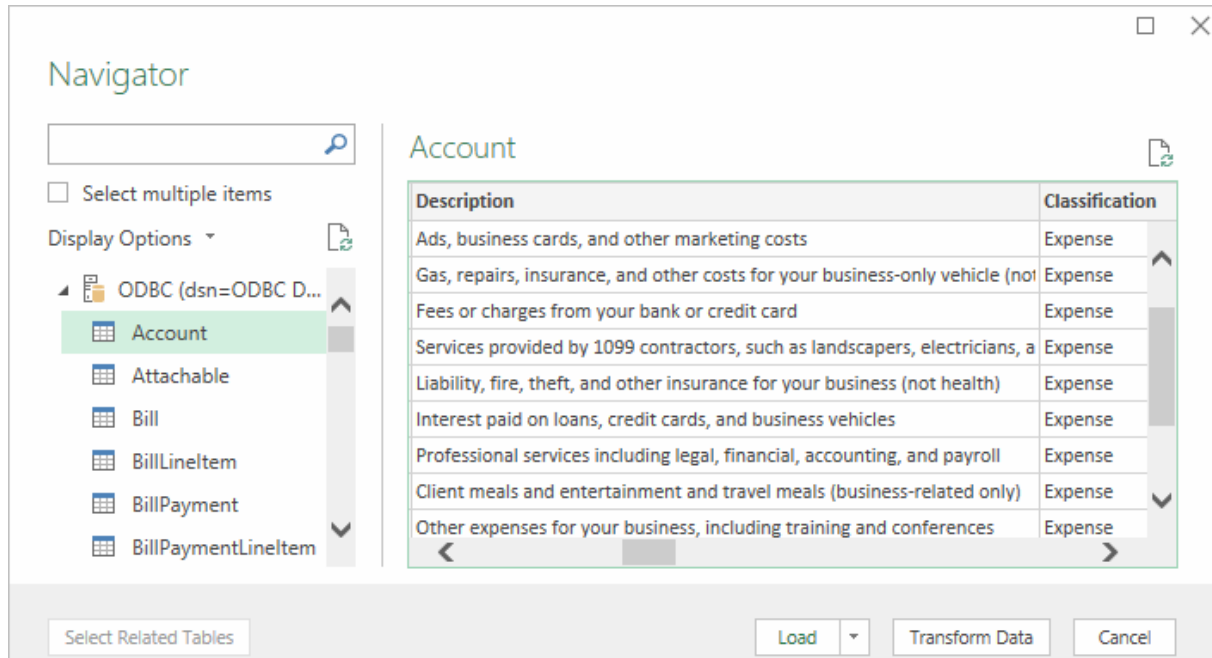 Navigator
Select multiple items
Display Options
ODBC (dsn=ODBC D...
Account
Attachable
Bill
BillLineItem
BillPayment
BillPaymentLineItem
Account
Description Classification
Ads, business cards, and other marketing costs Expense
Gas, repairs, insurance, and other costs for your business-only vehicle (not Expense
Fees or charges from your bank or credit card Expense
Services provided by 1099 contractors, such as landscapers, electricians, a Expense
Liability, fire, theft, and other insurance for your business (not health) Expense
Interest paid on loans, credit cards, and business vehicles Expense
Professional services including legal, financial, accounting, and payroll Expense
Client meals and entertainment and travel meals (business-related only) Expense
Other expenses for your business, including training and conferences Expense
Select Related Tables Load Transform Data Cancel